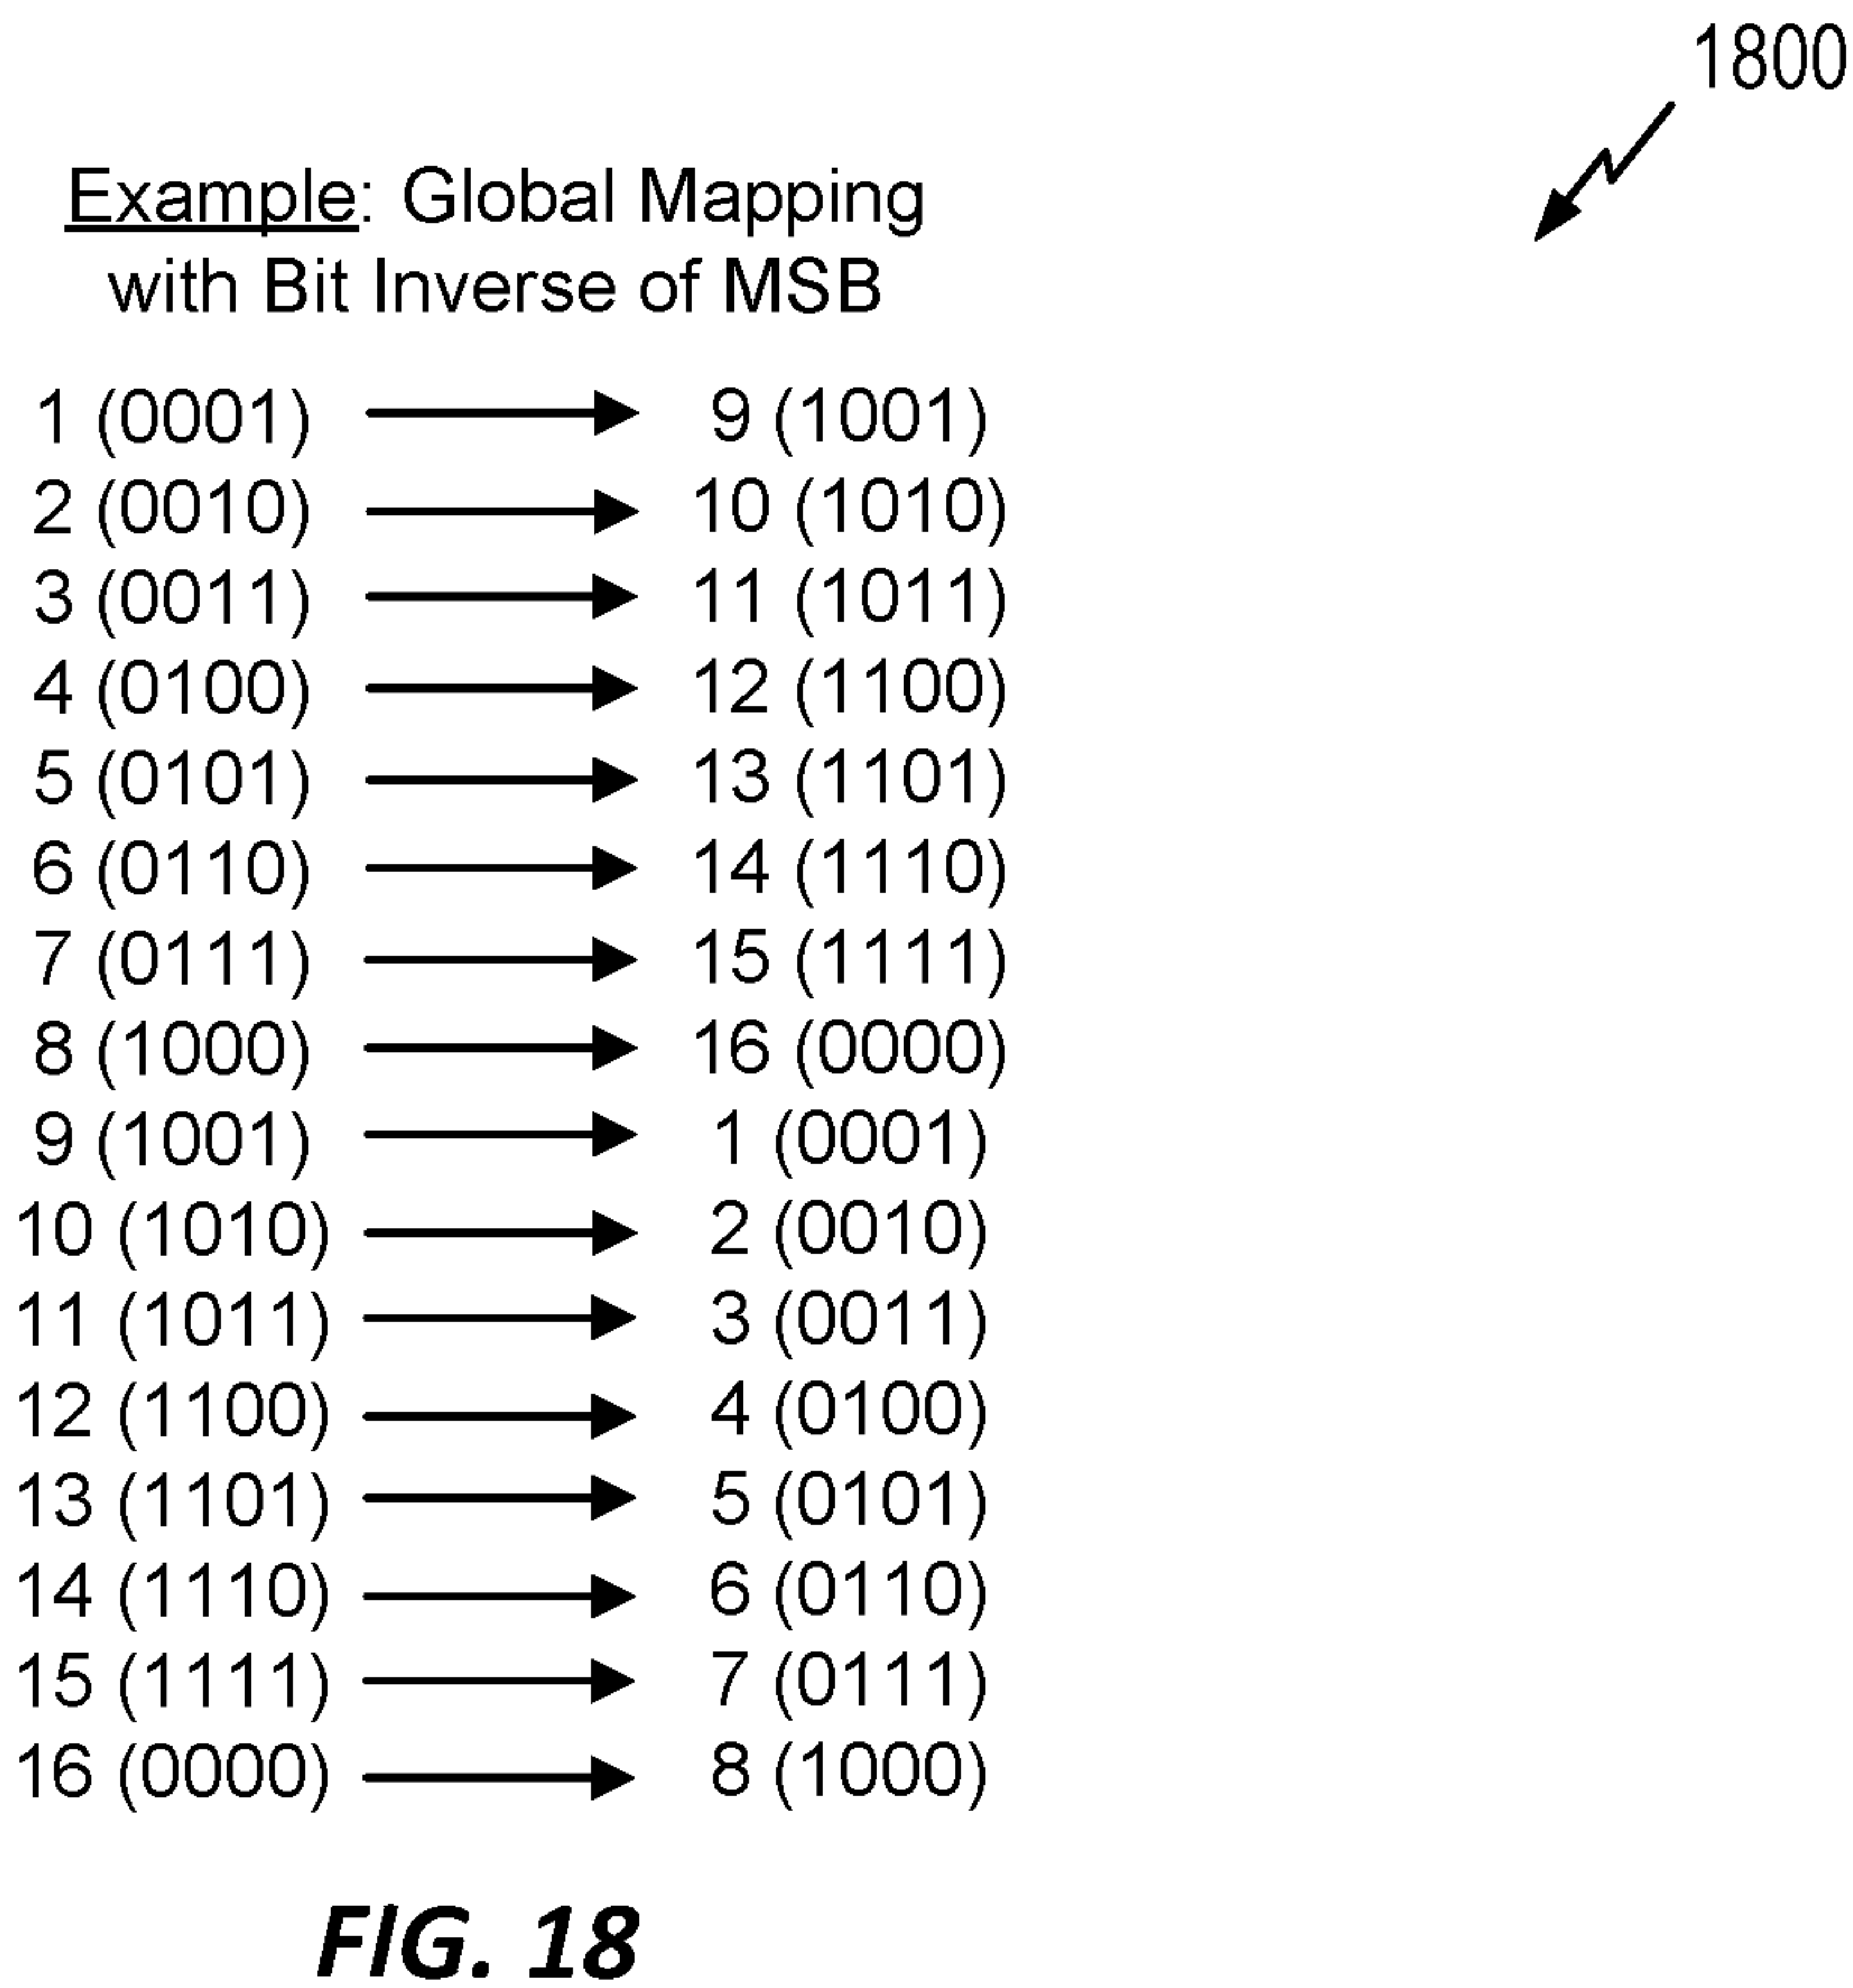 1800
Example: Global Mapping
with Bit Inverse of MSB
1 (0001) 9 (1001)
2 (0010) 10 (1010)
3 (0011) 11 (1011)
4 (0100) 12 (1100)
5 (0101) 13 (1101)
6 (0110) 14 (1110)
7 (0111) 15 (1111)
8 (1000) 16 (0000)
9 (1001) 1 (0001)
10 (1010) 2 (0010)
11 (1011) 3 (0011)
12 (1100) 4 (0100)
13 (1101) 5 (0101)
14 (1110) 6 (0110)
15 (1111) 7 (0111)
16 (0000) 8 (1000)
FIG. 18